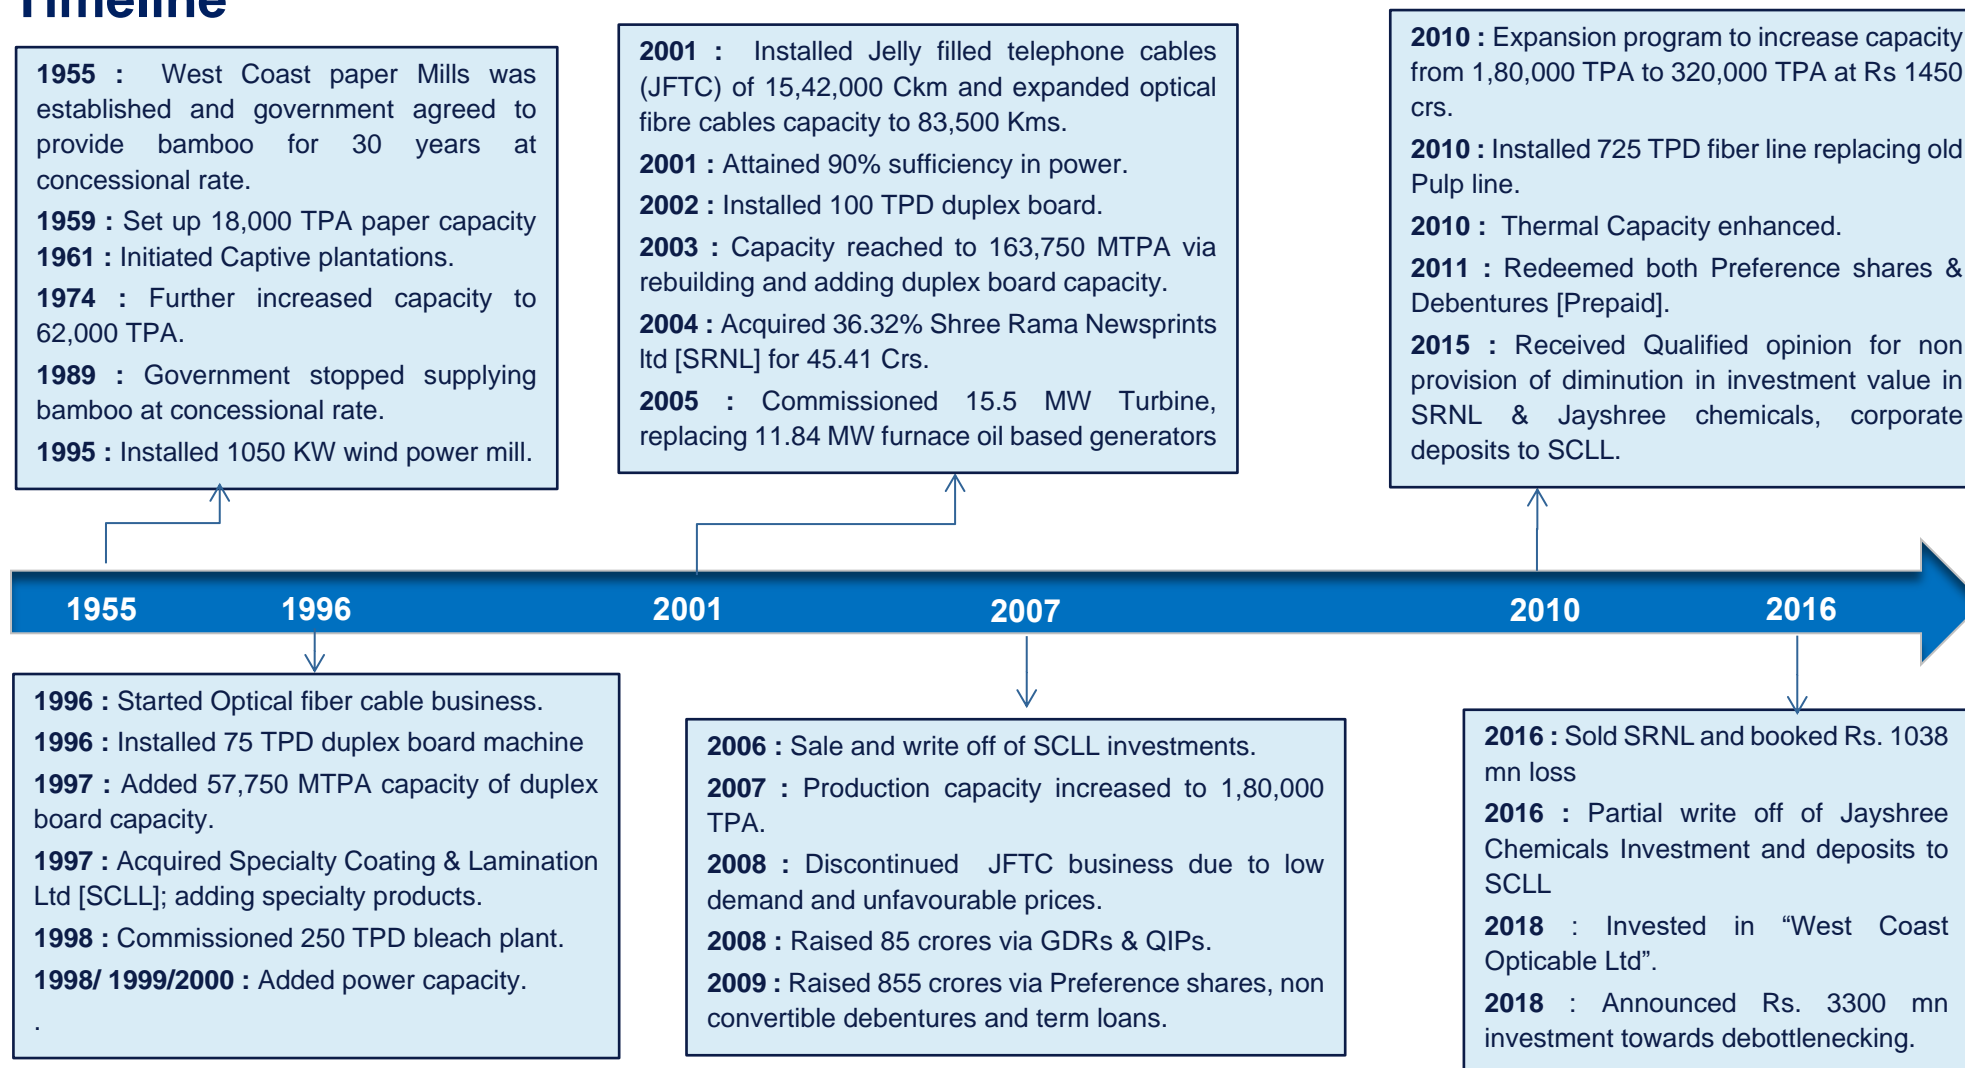 Timeline
1955 : West Coast paper Mills was
established and government agreed to
provide bamboo for 30 years at
concessional rate.
1959 : Set up 18,000 TPA paper capacity
1961 : Initiated Captive plantations.
1974 : Further increased capacity to
62,000 TPA.
1989 : Government stopped supplying
bamboo at concessional rate.
1995 : Installed 1050 KW wind power mill.
2001 : Installed Jelly filled telephone cables
(JFTC) of 15,42,000 Ckm and expanded optical
fibre cables capacity to 83,500 Kms.
2001 : Attained 90% sufficiency in power.
2002 : Installed 100 TPD duplex board.
2003 : Capacity reached to 163,750 MTPA via
rebuilding and adding duplex board capacity.
2004 : Acquired 36.32% Shree Rama Newsprints
ltd [SRNL] for 45.41 Crs.
2005 : Commissioned 15.5 MW Turbine,
replacing 11.84 MW furnace oil based generators
2010 : Expansion program to increase capacity
from 1,80,000 TPA to 320,000 TPA at Rs 1450
crs.
2010 : Installed 725 TPD fiber line replacing old
Pulp line.
2010 : Thermal Capacity enhanced.
2011 : Redeemed both Preference shares &
Debentures [Prepaid].
2015 : Received Qualified opinion for non
provision of diminution in investment value in
SRNL & Jayshree chemicals, corporate
deposits to SCLL.
1955 1996 2001 2007 2010 2016
1996 : Started Optical fiber cable business.
1996 : Installed 75 TPD duplex board machine
1997 : Added 57,750 MTPA capacity of duplex
board capacity.
1997 : Acquired Specialty Coating & Lamination
Ltd [SCLL]; adding specialty products.
1998 : Commissioned 250 TPD bleach plant.
1998/ 1999/2000 : Added power capacity.
.
2006 : Sale and write off of SCLL investments.
2007 : Production capacity increased to 1,80,000
TPA.
2008 : Discontinued JFTC business due to low
demand and unfavourable prices.
2008 : Raised 85 crores via GDRs & QIPs.
2009 : Raised 855 crores via Preference shares, non
convertible debentures and term loans.
2016 : Sold SRNL and booked Rs. 1038
mn loss
2016 : Partial write off of Jayshree
Chemicals Investment and deposits to
SCLL
2018 : Invested in “West Coast
Opticable Ltd”.
2018 : Announced Rs. 3300 mn
investment towards debottlenecking.